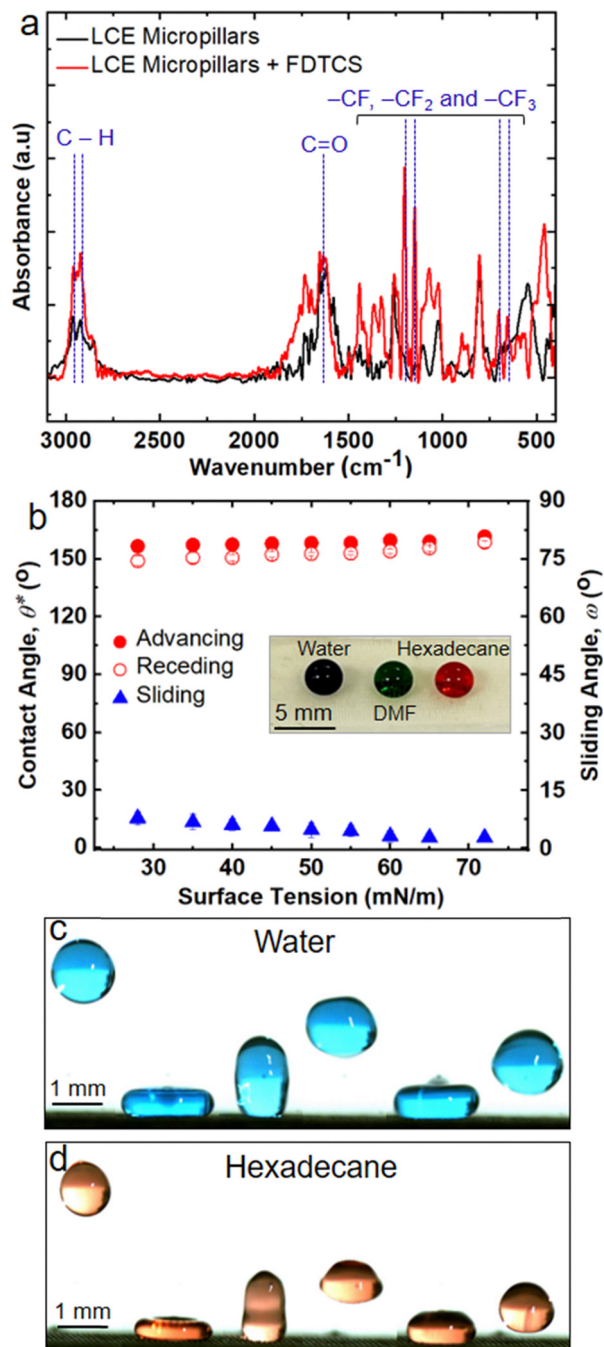 a
LCE Micropillars
LCE Micropillars + FDTCS
–CF, –CF₂ and –CF₃
C – H
C=O
Absorbance (a.u)
3000 2500 2000 1500 1000 500
Wavenumber (cm⁻¹)
b
180
150
120
90
60
30
0
Contact Angle, θ* (°)
90
75
60
45
30
15
0
Sliding Angle, ω (°)
Advancing
Receding
Sliding
Water
Hexadecane
DMF
5 mm
30 40 50 60 70
Surface Tension (mN/m)
c
Water
1 mm
d
Hexadecane
1 mm